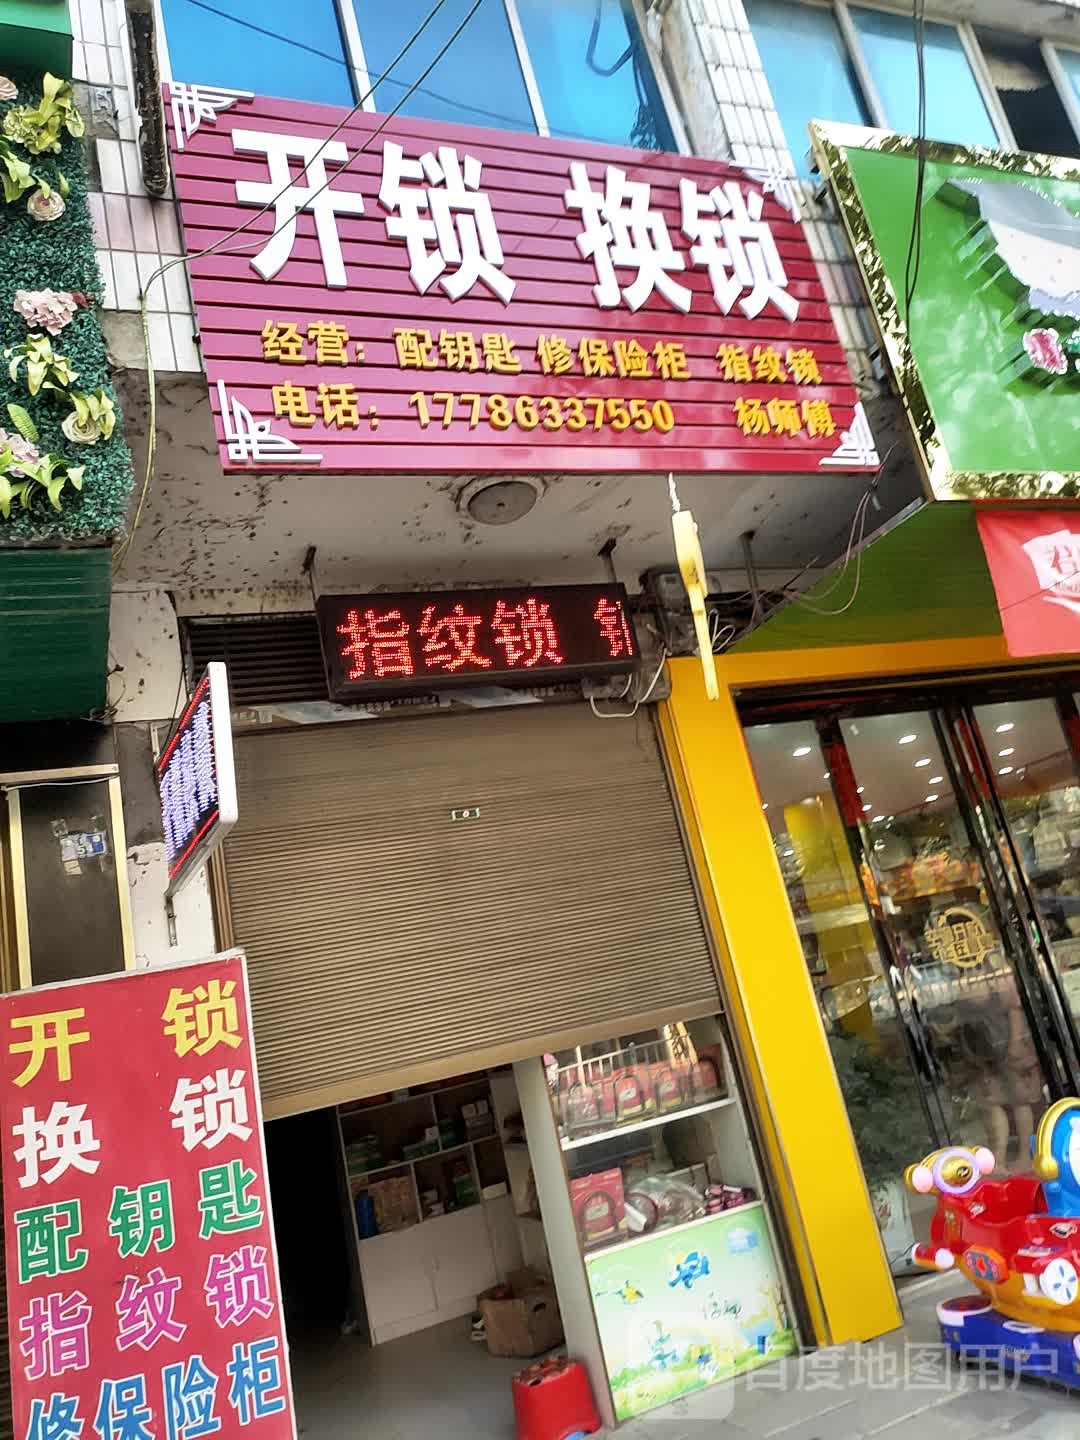 开锁 换锁
经营：配钥匙 修保险柜 指纹锁
电话：17786337550 杨师傅
指纹锁
开锁
换锁
配钥匙
指纹锁
修保险柜
君
百度地图用户